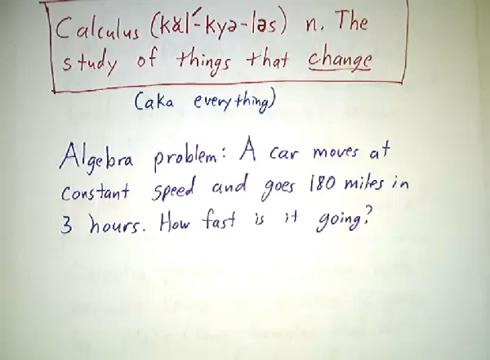 Calculus (kăl´-kyə-ləs) n. The
study of things that change
(aka everything)
Algebra problem: A car moves at
constant speed and goes 180 miles in
3 hours. How fast is it going?